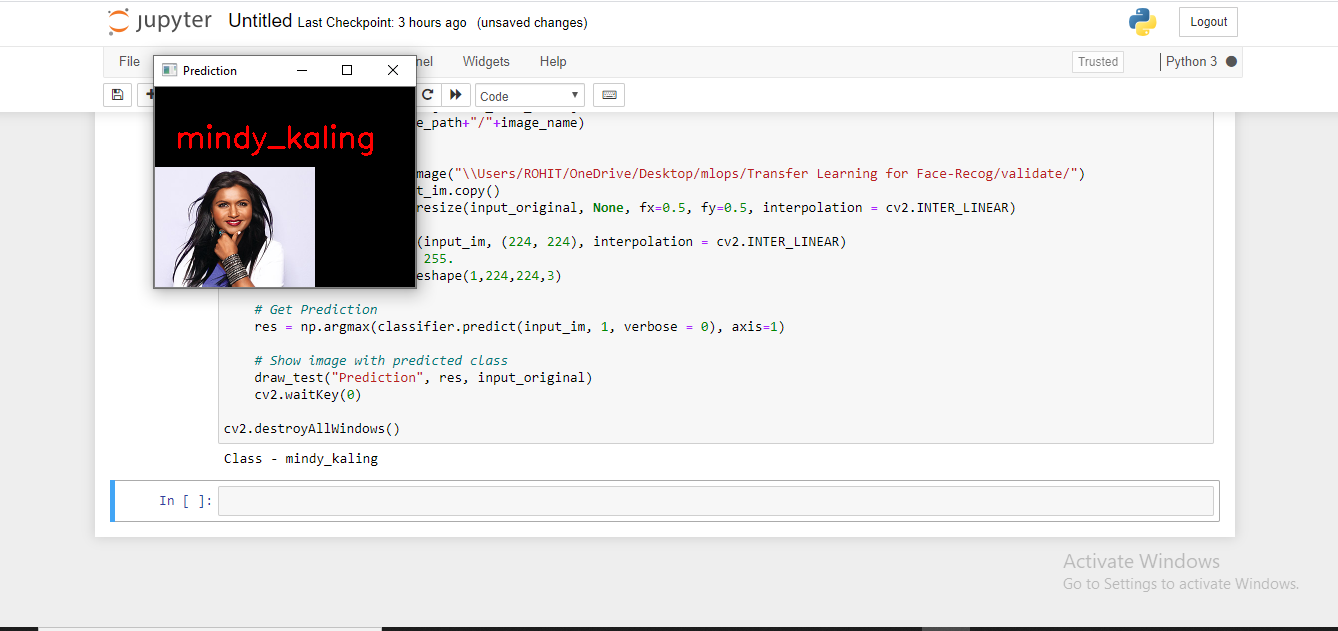 jupyter Untitled Last Checkpoint: 3 hours ago (unsaved changes)
Logout
File
nel Widgets Help
Trusted
Python 3
Prediction
Code
mindy_kaling
e_path+"/"+image_name)
mage("\\Users/ROHIT/OneDrive/Desktop/mlops/Transfer Learning for Face-Recog/validate/")
t_im.copy()
resize(input_original, None, fx=0.5, fy=0.5, interpolation = cv2.INTER_LINEAR)
(input_im, (224, 224), interpolation = cv2.INTER_LINEAR)
255.
eshape(1,224,224,3)
# Get Prediction
res = np.argmax(classifier.predict(input_im, 1, verbose = 0), axis=1)
# Show image with predicted class
draw_test("Prediction", res, input_original)
cv2.waitKey(0)
cv2.destroyAllWindows()
Class - mindy_kaling
In [ ]:
Activate Windows
Go to Settings to activate Windows.